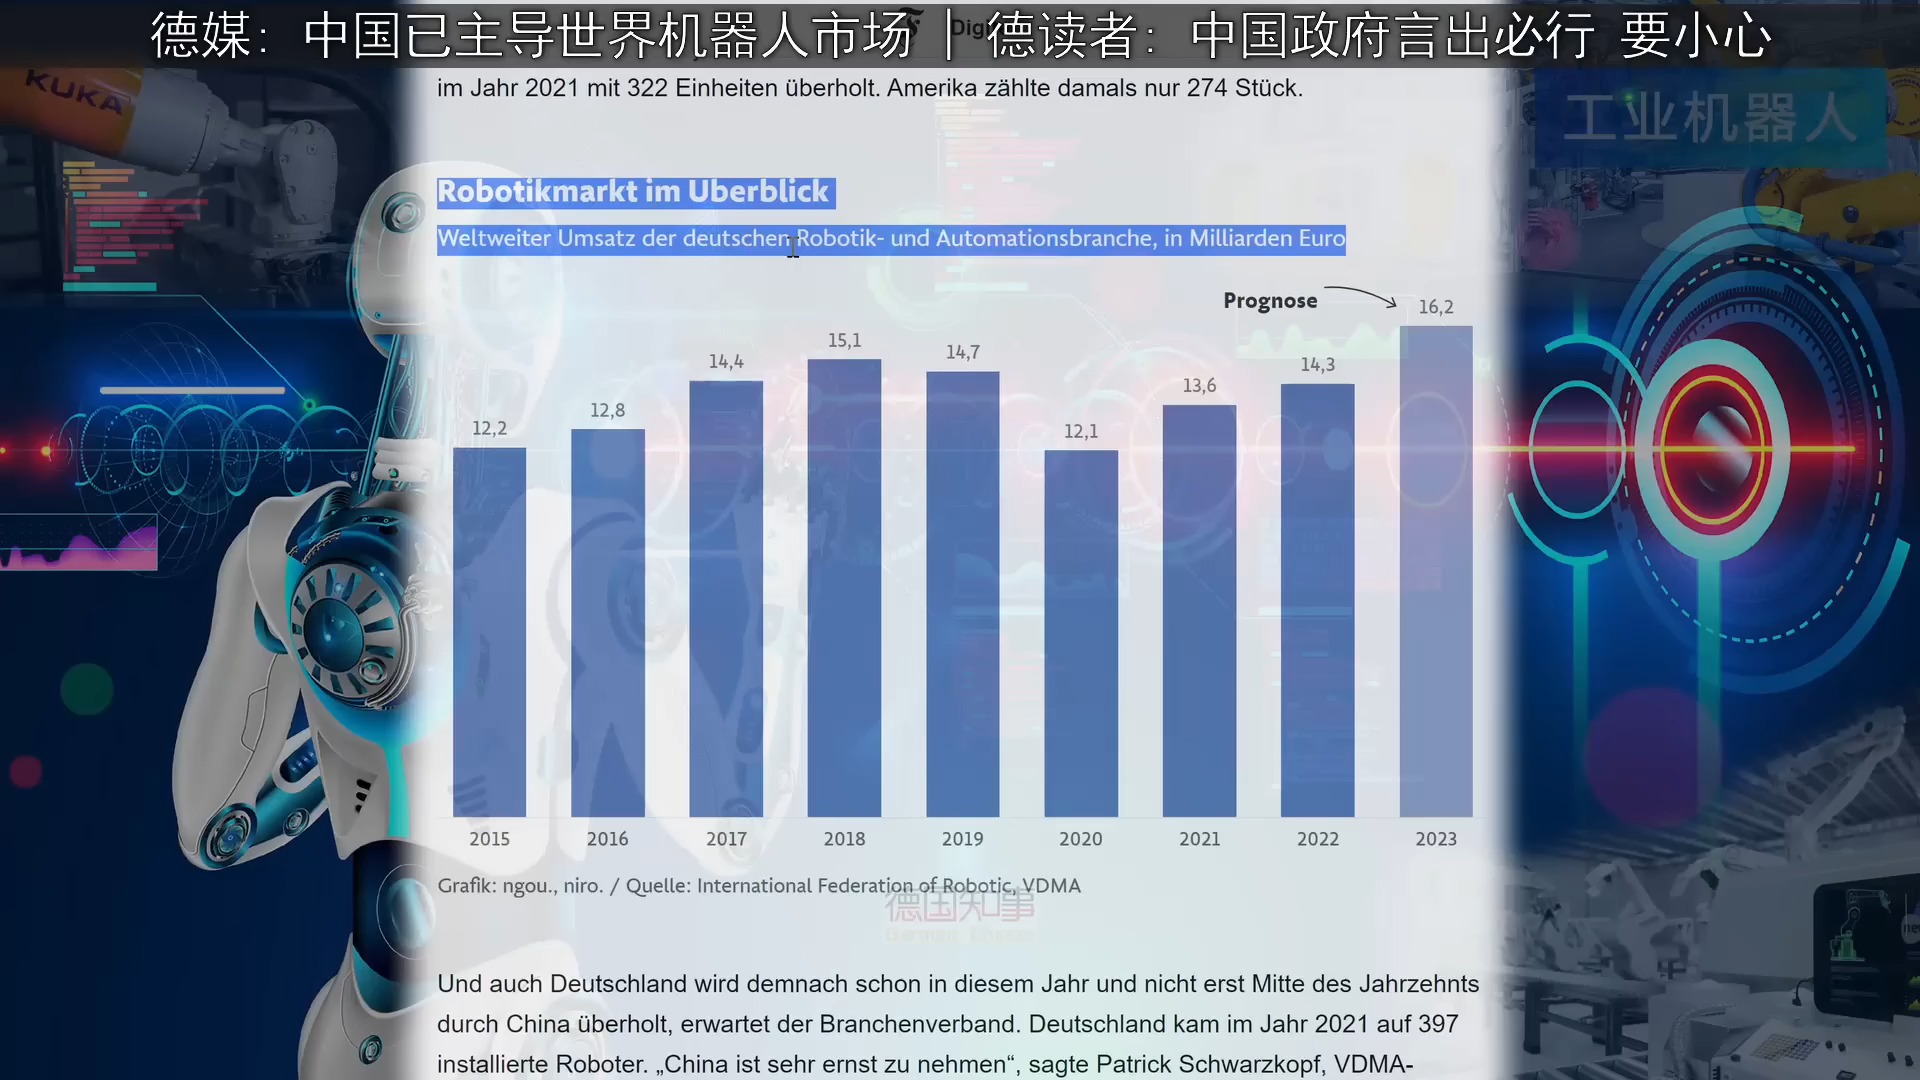 德媒：中国已主导世界机器人市场 | 德读者：中国政府言出必行 要小心
KUKA
工业机器人
im Jahr 2021 mit 322 Einheiten überholt. Amerika zählte damals nur 274 Stück.
Robotikmarkt im Überblick
Weltweiter Umsatz der deutschen Robotik- und Automationsbranche, in Milliarden Euro
Prognose
12,2
12,8
14,4
15,1
14,7
12,1
13,6
14,3
16,2
2015
2016
2017
2018
2019
2020
2021
2022
2023
Grafik: ngou., niro. / Quelle: International Federation of Robotic, VDMA
德国知事
Und auch Deutschland wird demnach schon in diesem Jahr und nicht erst Mitte des Jahrzehnts
durch China überholt, erwartet der Branchenverband. Deutschland kam im Jahr 2021 auf 397
installierte Roboter. „China ist sehr ernst zu nehmen“, sagte Patrick Schwarzkopf, VDMA-